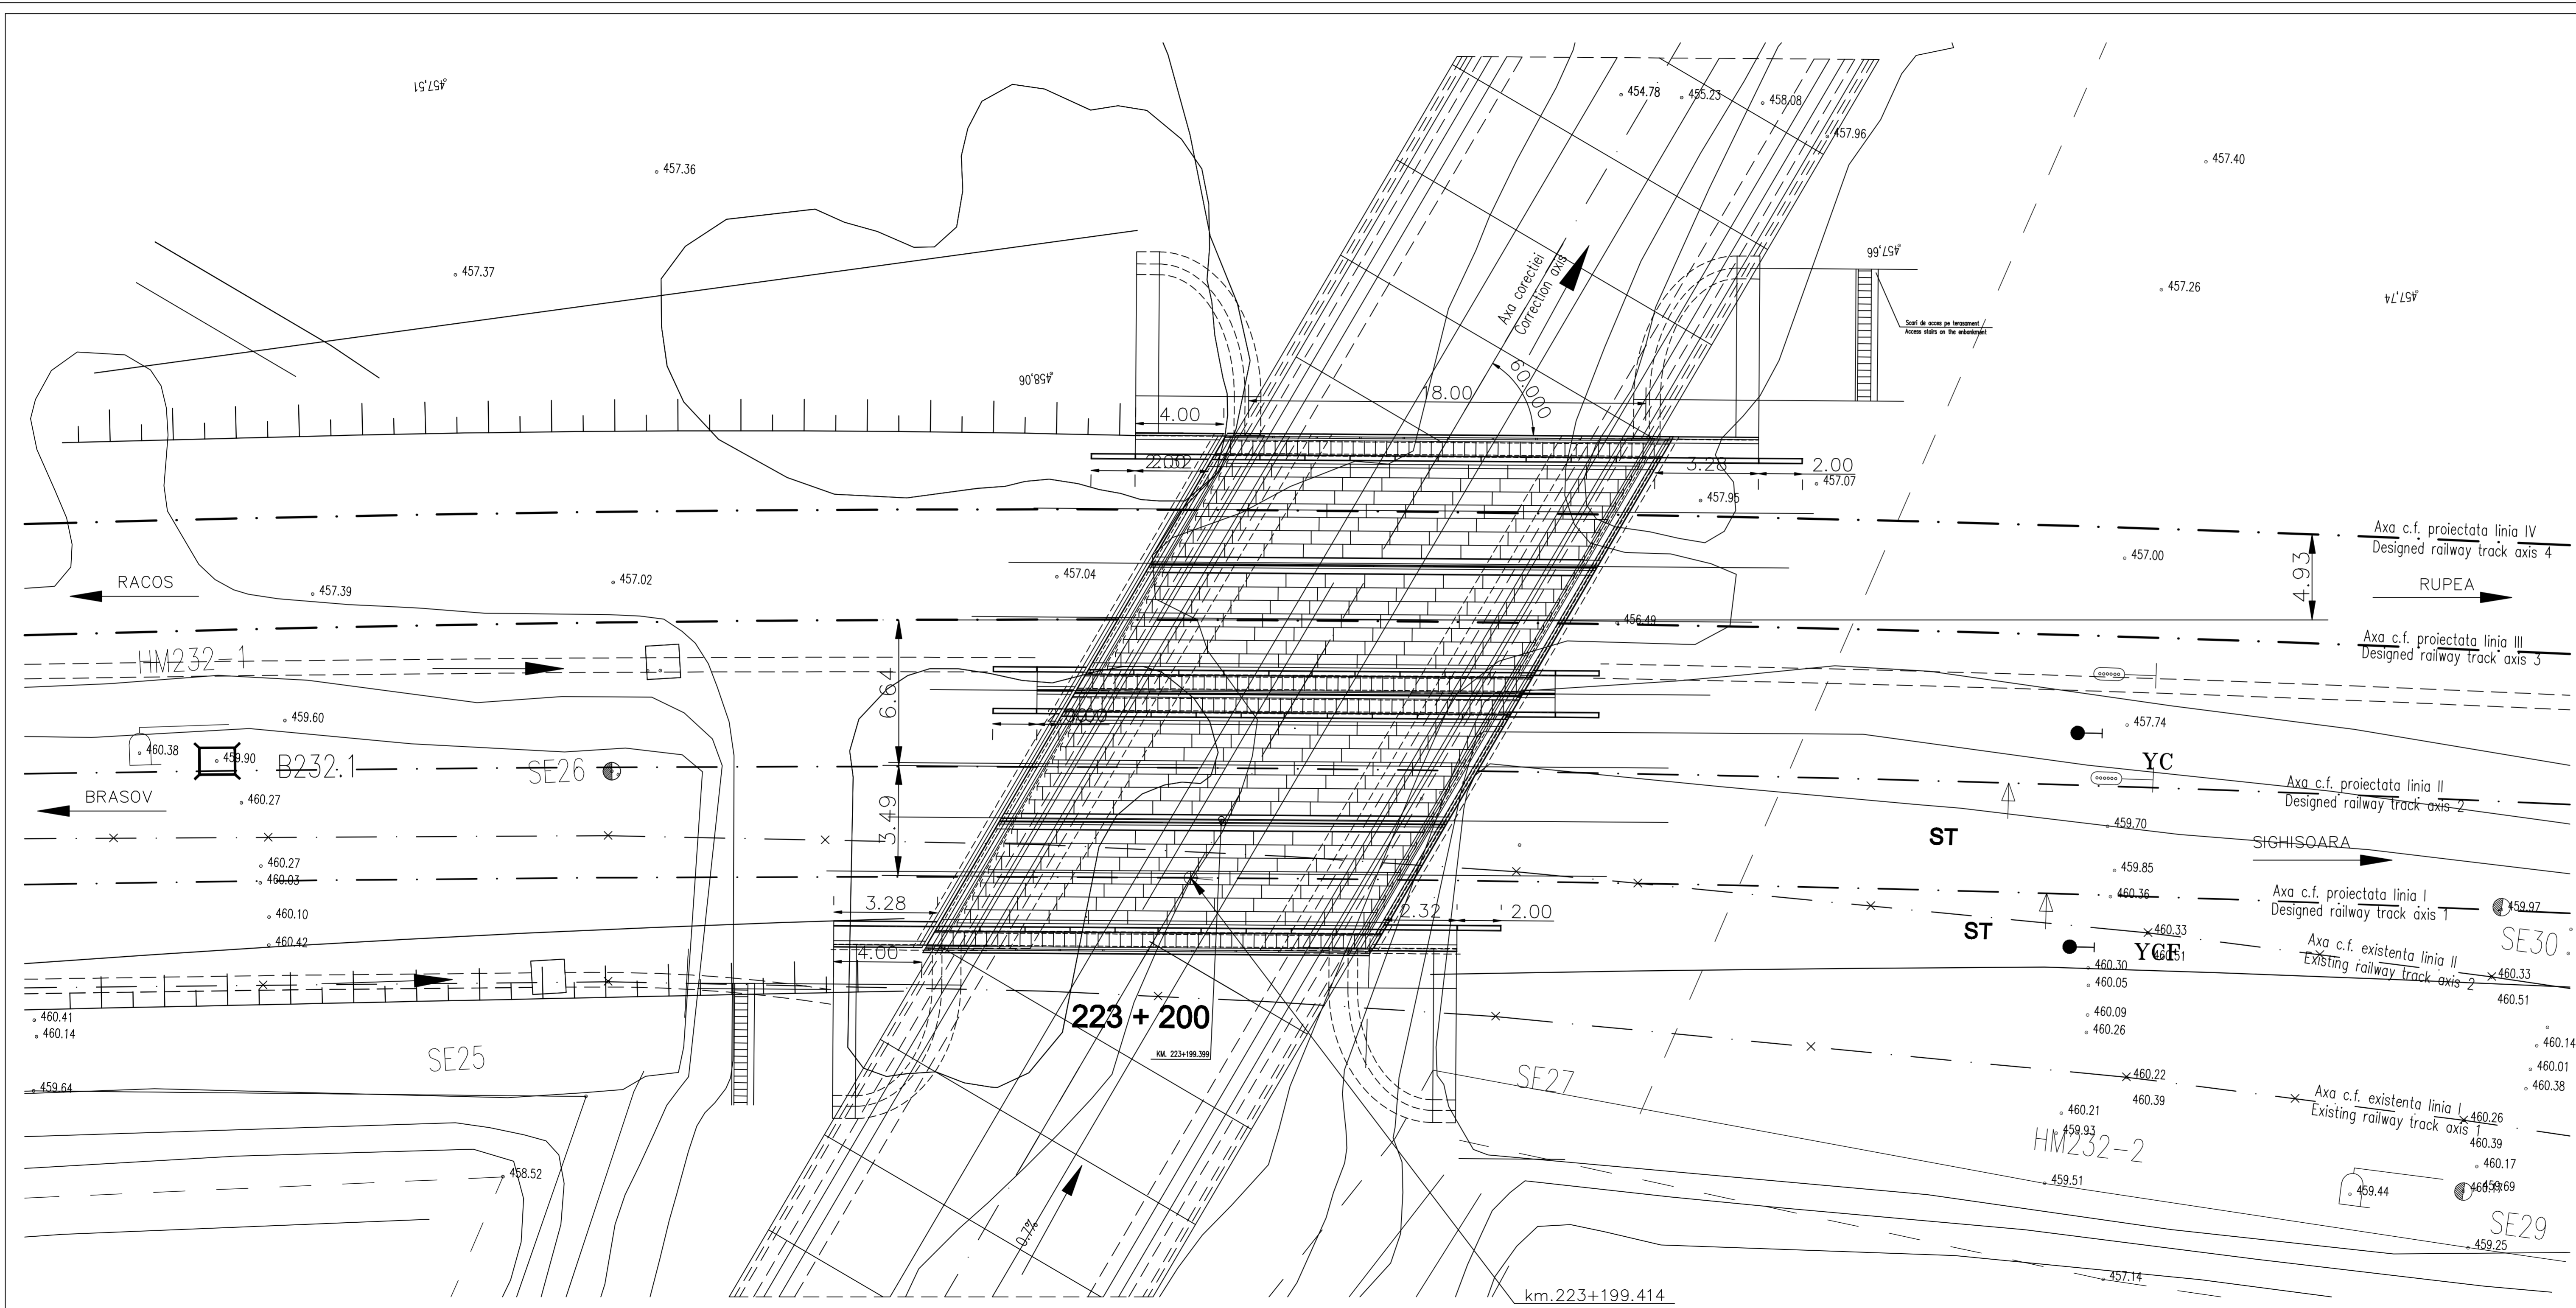 457,51
457.36
457.37
458,06
454.78
455.23
458.08
457.96
457.40
457,66
457.26
457,74
Scari de acces pe terasament
Access stairs on the enbankment
Axa corectiei
Correction axis
60.000
18.00
4.00
2.00
3.28
2.00
457.07
457.95
Axa c.f. proiectata linia IV
Designed railway track axis 4
457.00
4.93
RACOS
457.39
457.02
457.04
RUPEA
456.49
Axa c.f. proiectata linia III
Designed railway track axis 3
HM232-1
6.64
459.60
457.74
460.38
459.90
B232.1
SE26
YC
Axa c.f. proiectata linia II
Designed railway track axis 2
BRASOV
460.27
3.49
459.70
ST
SIGHISOARA
460.27
460.03
459.85
460.36
Axa c.f. proiectata linia I
Designed railway track axis 1
459.97
3.28
2.32
2.00
460.10
460.42
ST
460.33
YCF
460.51
SE30
Axa c.f. existenta linia II
Existing railway track axis 2
4.00
460.30
460.05
460.33
460.51
460.41
460.14
223 + 200
KM. 223+199.399
460.09
460.26
460.14
SE25
459.64
SE27
460.22
460.39
460.01
460.38
Axa c.f. existenta linia I
Existing railway track axis 1
460.21
459.93
460.26
460.39
HM232-2
458.52
460.17
459.51
459.44
459.69
0.7%
SE29
459.25
457.14
km.223+199.414